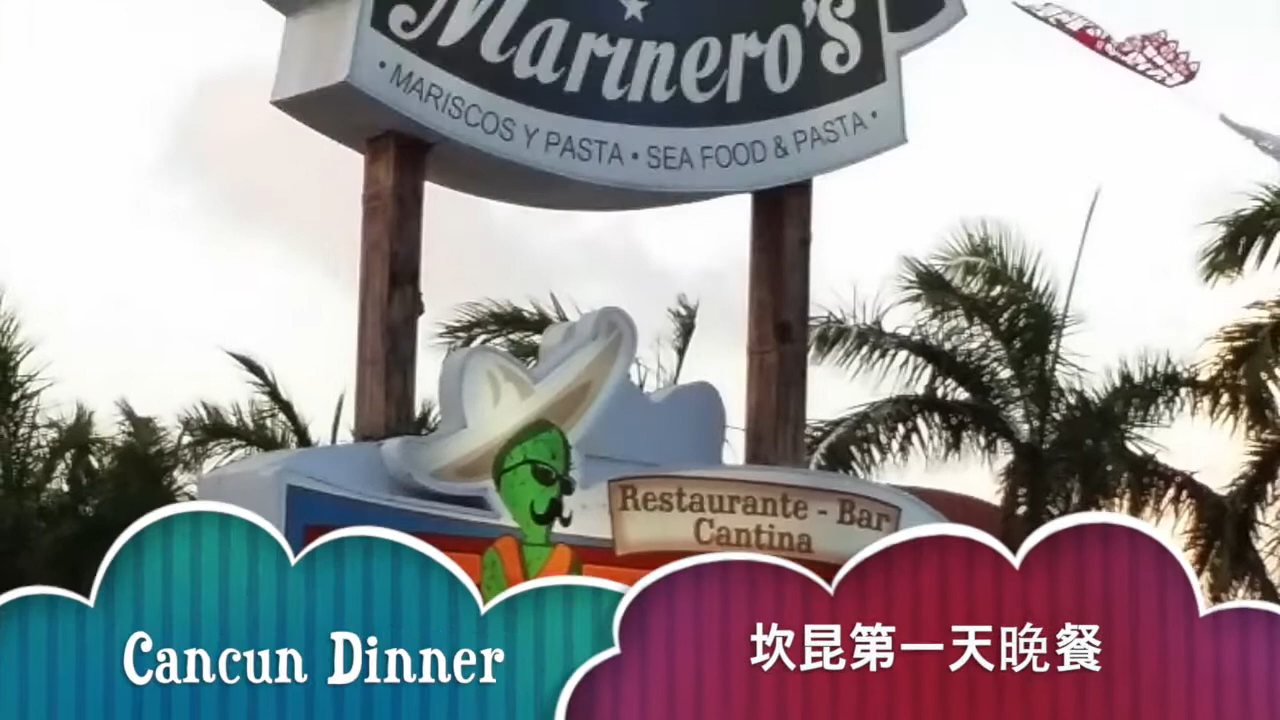 Marinero's
• MARISCOS Y PASTA • SEA FOOD & PASTA •
Restaurante - Bar
Cantina
Cancun Dinner
坎昆第一天晚餐